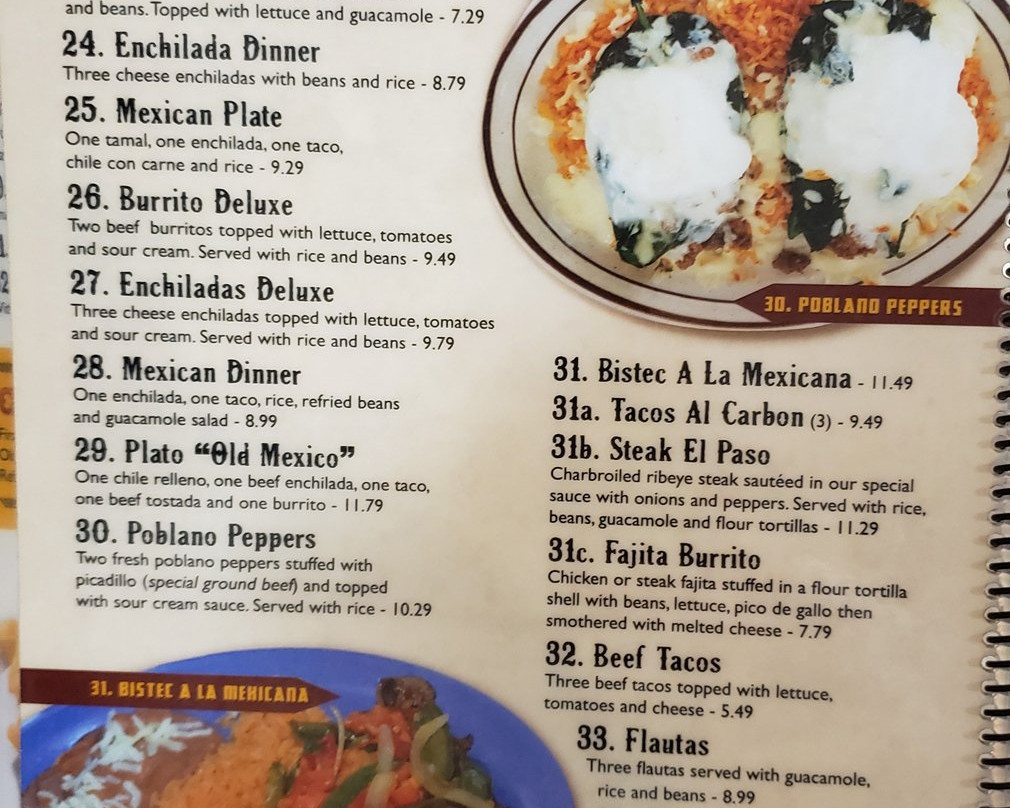 and beans. Topped with lettuce and guacamole - 7.29
24. Enchilada Dinner
Three cheese enchiladas with beans and rice - 8.79
25. Mexican Plate
One tamal, one enchilada, one taco,
chile con carne and rice - 9.29
26. Burrito Deluxe
Two beef burritos topped with lettuce, tomatoes
and sour cream. Served with rice and beans - 9.49
27. Enchiladas Deluxe
Three cheese enchiladas topped with lettuce, tomatoes
and sour cream. Served with rice and beans - 9.79
28. Mexican Dinner
One enchilada, one taco, rice, refried beans
and guacamole salad - 8.99
29. Plato “Old Mexico”
One chile relleno, one beef enchilada, one taco,
one beef tostada and one burrito - 11.79
30. Poblano Peppers
Two fresh poblano peppers stuffed with
picadillo (special ground beef) and topped
with sour cream sauce. Served with rice - 10.29
31. BISTEC A LA MEXICANA
30. POBLANO PEPPERS
31. Bistec A La Mexicana - 11.49
31a. Tacos Al Carbon (3) - 9.49
31b. Steak El Paso
Charbroiled ribeye steak sautéed in our special
sauce with onions and peppers. Served with rice,
beans, guacamole and flour tortillas - 11.29
31c. Fajita Burrito
Chicken or steak fajita stuffed in a flour tortilla
shell with beans, lettuce, pico de gallo then
smothered with melted cheese - 7.79
32. Beef Tacos
Three beef tacos topped with lettuce,
tomatoes and cheese - 5.49
33. Flautas
Three flautas served with guacamole,
rice and beans - 8.99